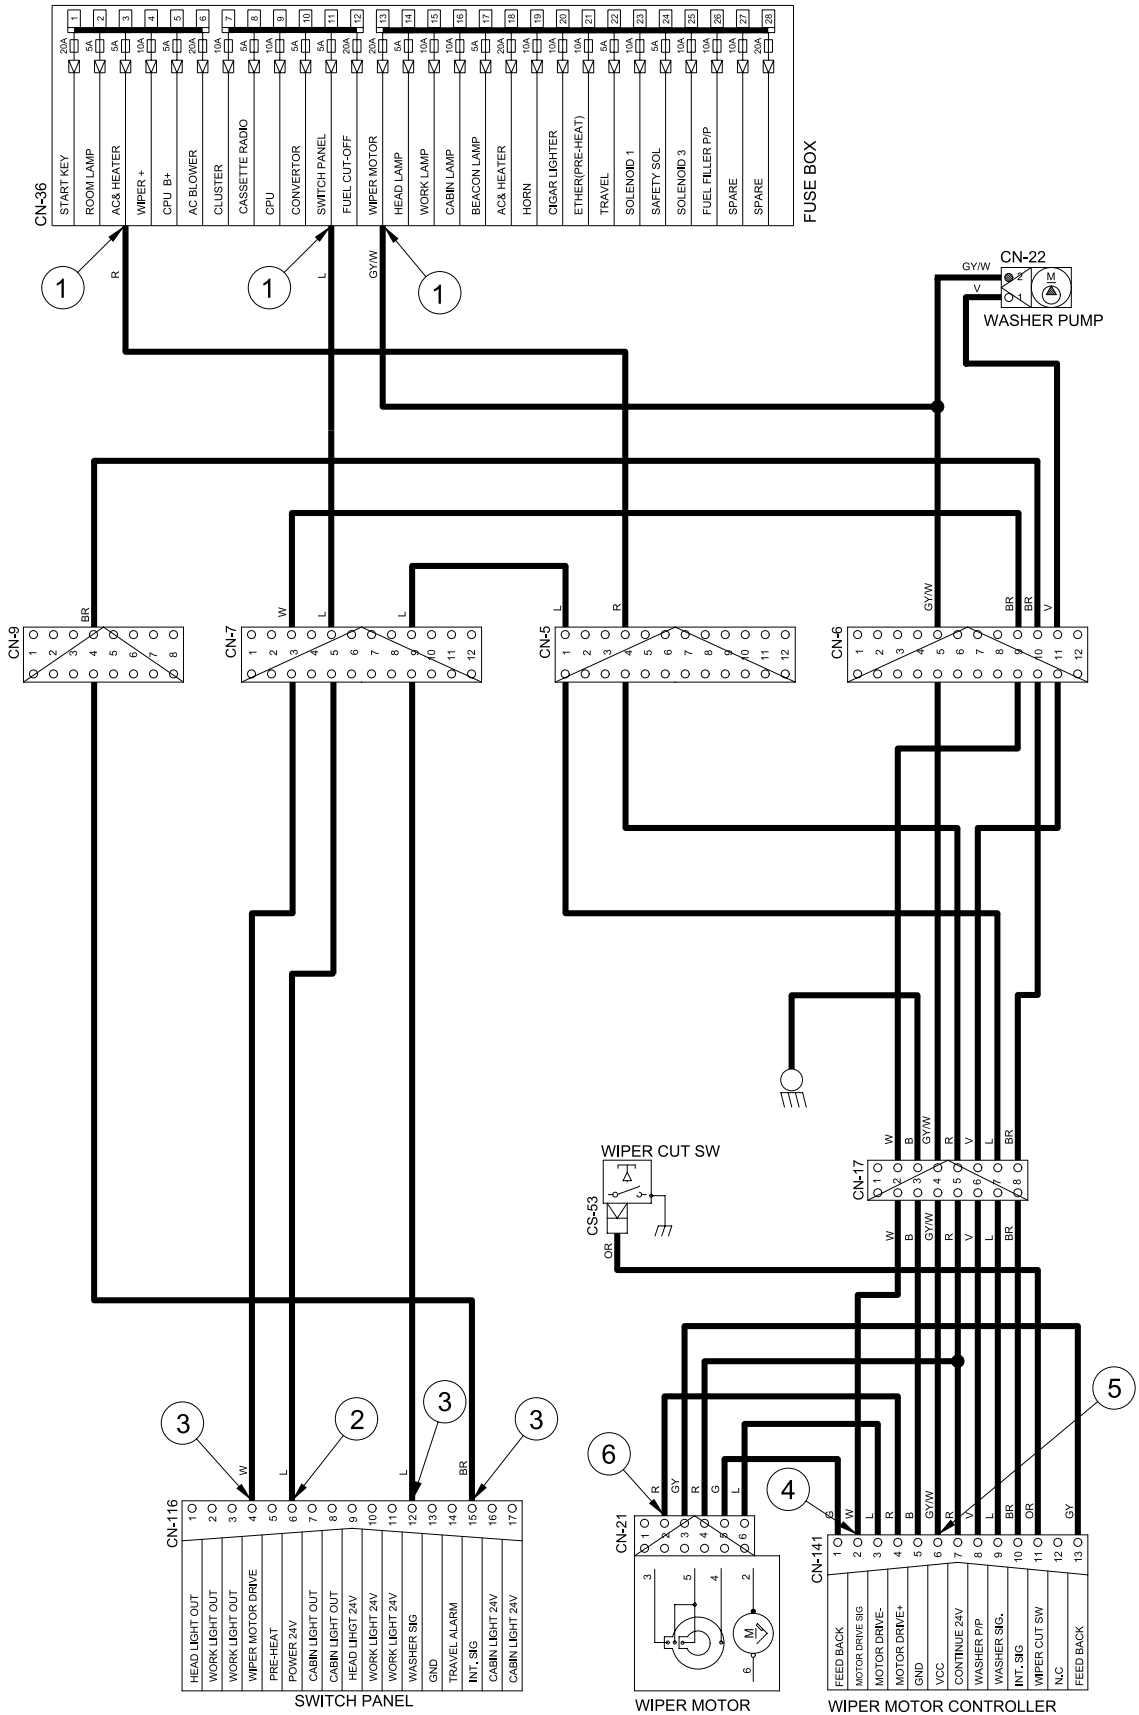 CN-36
1 2 3 4 5 6 7 8 9 10 11 12 13 14 15 16 17 18 19 20 21 22 23 24 25 26 27 28
20A 5A 5A 10A 5A 20A 10A 5A 10A 10A 5A 10A 10A 5A 10A 10A 5A 20A 10A 10A 10A 5A 10A 5A 10A 10A 10A 20A
START KEY
ROOM LAMP
AC& HEATER
WIPER +
CPU B+
AC BLOWER
CLUSTER
CASSETTE RADIO
CPU
CONVERTOR
SWITCH PANEL
FUEL CUT-OFF
WIPER MOTOR
HEAD LAMP
WORK LAMP
CABIN LAMP
BEACON LAMP
AC& HEATER
HORN
CIGAR LIGHTER
ETHER(PRE-HEAT)
TRAVEL
SOLENOID 1
SAFETY SOL
SOLENOID 3
FUEL FILLER P/P
SPARE
SPARE
FUSE BOX
1
R
1
L
GY/W
1
CN-22
GY/W
V
2
1
M
WASHER PUMP
BR
W
L
L
L
R
GY/W
BR
BR
V
CN-9
1 2 3 4 5 6 7 8
CN-7
1 2 3 4 5 6 7 8 9 10 11 12
CN-5
1 2 3 4 5 6 7 8 9 10 11 12
CN-6
1 2 3 4 5 6 7 8 9 10 11 12
W B GY/W R V L BR
WIPER CUT SW
CN-17
1 2 3 4 5 6 7 8
CS-53
OR
W B GY/W R V L BR
3
2
3
3
6
4
5
W
L
L
BR
CN-116
1 2 3 4 5 6 7 8 9 10 11 12 13 14 15 16 17
HEAD LIGHT OUT
WORK LIGHT OUT
WORK LIGHT OUT
WIPER MOTOR DRIVE
PRE-HEAT
POWER 24V
CABIN LIGHT OUT
CABIN LIGHT OUT
HEAD LIHGT 24V
WORK LIGHT 24V
WORK LIGHT 24V
WASHER SIG
GND
TRAVEL ALARM
INT. SIG
CABIN LIGHT 24V
CABIN LIGHT 24V
SWITCH PANEL
R GY R G L
CN-21
1 2 3 4 5 6
3 5 4 2
M
6
WIPER MOTOR
G W L R B GY/W R V L BR OR GY
CN-141
1 2 3 4 5 6 7 8 9 10 11 12 13
FEED BACK
MOTOR DRIVE SIG
MOTOR DRIVE-
MOTOR DRIVE+
GND
VCC
CONTINUE 24V
WASHER P/P
WASHER SIG.
INT. SIG
WIPER CUT SW
N.C
FEED BACK
WIPER MOTOR CONTROLLER